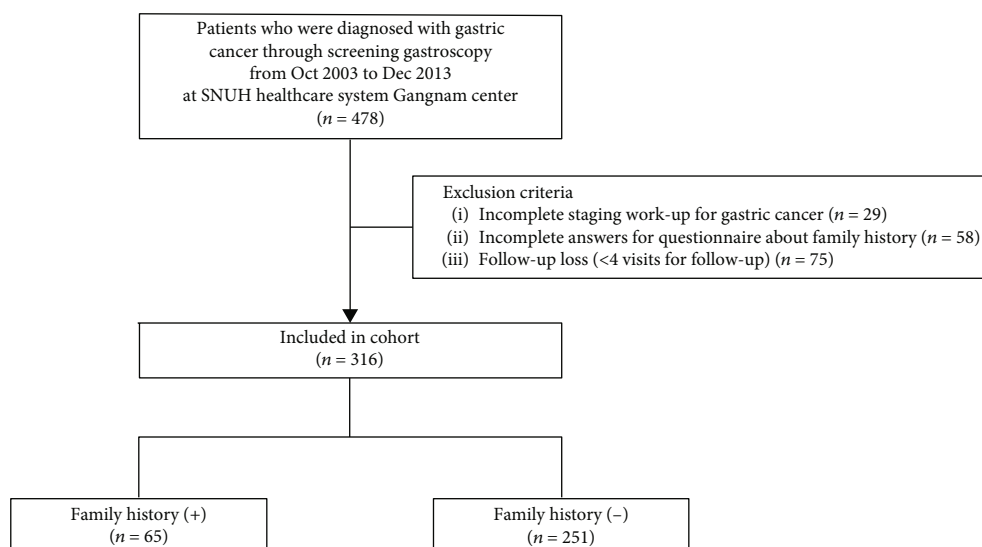 Patients who were diagnosed with gastric
cancer through screening gastroscopy
from Oct 2003 to Dec 2013
at SNUH healthcare system Gangnam center
(n = 478)
Exclusion criteria
(i) Incomplete staging work-up for gastric cancer (n = 29)
(ii) Incomplete answers for questionnaire about family history (n = 58)
(iii) Follow-up loss (<4 visits for follow-up) (n = 75)
Included in cohort
(n = 316)
Family history (+)
(n = 65)
Family history (–)
(n = 251)